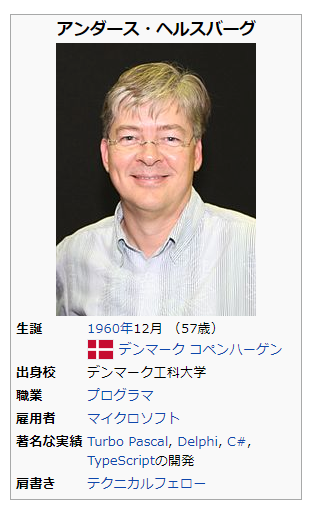 アンダース・ヘルスバーグ
生誕 1960年12月 （57歳）
デンマーク コペンハーゲン
出身校 デンマーク工科大学
職業 プログラマ
雇用者 マイクロソフト
著名な実績 Turbo Pascal, Delphi, C#,
TypeScriptの開発
肩書き テクニカルフェロー